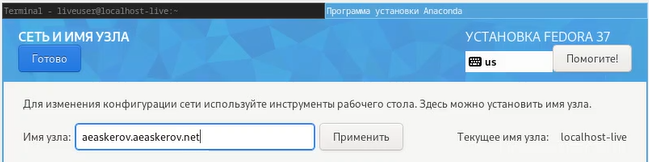 Terminal - liveuser@localhost-live:~
Программа установки Anaconda
СЕТЬ И ИМЯ УЗЛА
УСТАНОВКА FEDORA 37
Готово
us
Помогите!
Для изменения конфигурации сети используйте инструменты рабочего стола. Здесь можно установить имя узла.
Имя узла: aeaskerov.aeaskerov.net Применить Текущее имя узла: localhost-live